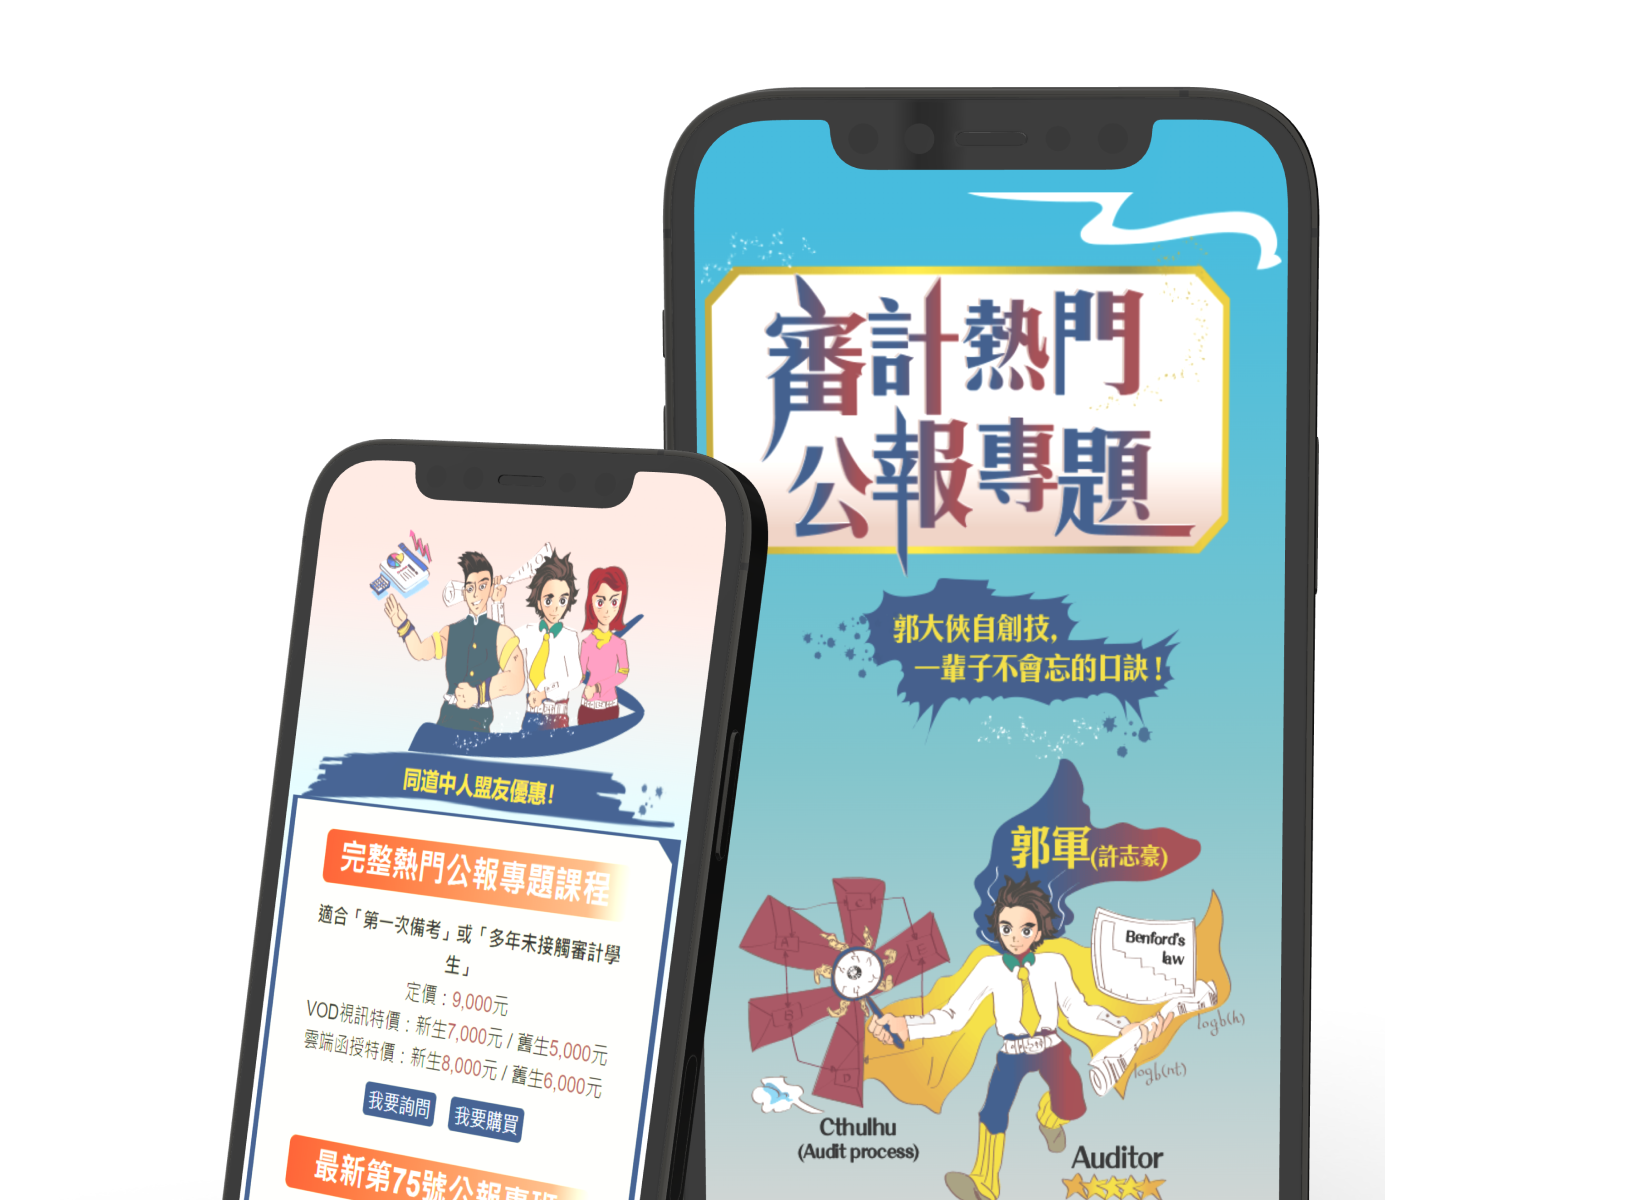 審計熱門
公報專題
郭大俠自創技，
一輩子不會忘的口訣！
郭軍(許志豪)
A
B
C
D
E
Benford's
law
logb(h)
logb(nt)
Cthulhu
(Audit process)
Auditor
同道中人盟友優惠！
完整熱門公報專題課程
適合「第一次備考」或「多年未接觸審計學
生」
定價：9,000元
VOD視訊特價：新生7,000元 / 舊生5,000元
雲端函授特價：新生8,000元 / 舊生6,000元
我要詢問
我要購買
最新第75號公報專班